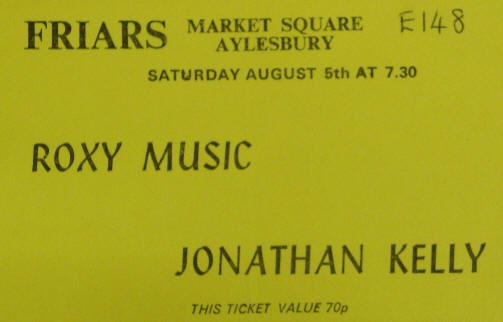 FRIARS MARKET SQUARE E148
AYLESBURY
SATURDAY AUGUST 5th AT 7.30
ROXY MUSIC
JONATHAN KELLY
THIS TICKET VALUE 70p